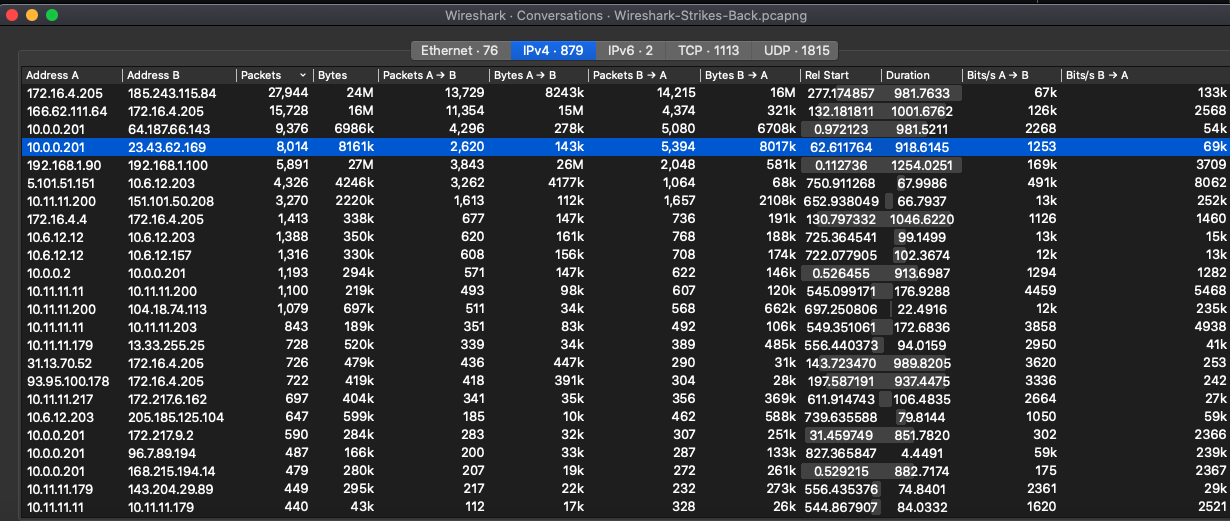 Wireshark · Conversations · Wireshark-Strikes-Back.pcapng
Ethernet · 76 IPv4 · 879 IPv6 · 2 TCP · 1113 UDP · 1815
Address A Address B Packets Bytes Packets A → B Bytes A → B Packets B → A Bytes B → A Rel Start Duration Bits/s A → B Bits/s B → A
172.16.4.205 185.243.115.84 27,944 24M 13,729 8243k 14,215 16M 277.174857 981.7633 67k 133k
166.62.111.64 172.16.4.205 15,728 16M 11,354 15M 4,374 321k 132.181811 1001.6762 126k 2568
10.0.0.201 64.187.66.143 9,376 6986k 4,296 278k 5,080 6708k 0.972123 981.5211 2268 54k
10.0.0.201 23.43.62.169 8,014 8161k 2,620 143k 5,394 8017k 62.611764 918.6145 1253 69k
192.168.1.90 192.168.1.100 5,891 27M 3,843 26M 2,048 581k 0.112736 1254.0251 169k 3709
5.101.51.151 10.6.12.203 4,326 4246k 3,262 4177k 1,064 68k 750.911268 67.9986 491k 8062
10.11.11.200 151.101.50.208 3,270 2220k 1,613 112k 1,657 2108k 652.938049 66.7937 13k 252k
172.16.4.4 172.16.4.205 1,413 338k 677 147k 736 191k 130.797332 1046.6220 1126 1460
10.6.12.12 10.6.12.203 1,388 350k 620 161k 768 188k 725.364541 99.1499 13k 15k
10.6.12.12 10.6.12.157 1,316 330k 608 156k 708 174k 722.077905 102.3674 12k 13k
10.0.0.2 10.0.0.201 1,193 294k 571 147k 622 146k 0.526455 913.6987 1294 1282
10.11.11.11 10.11.11.200 1,100 219k 493 98k 607 120k 545.099171 176.9288 4459 5468
10.11.11.200 104.18.74.113 1,079 697k 511 34k 568 662k 697.250806 22.4916 12k 235k
10.11.11.11 10.11.11.203 843 189k 351 83k 492 106k 549.351061 172.6836 3858 4938
10.11.11.179 13.33.255.25 728 520k 339 34k 389 485k 556.440373 94.0159 2950 41k
31.13.70.52 172.16.4.205 726 479k 436 447k 290 31k 143.723470 989.8205 3620 253
93.95.100.178 172.16.4.205 722 419k 418 391k 304 28k 197.587191 937.4475 3336 242
10.11.11.217 172.217.6.162 697 404k 341 35k 356 369k 611.914743 106.4835 2664 27k
10.6.12.203 205.185.125.104 647 599k 185 10k 462 588k 739.635588 79.8144 1050 59k
10.0.0.201 172.217.9.2 590 284k 283 32k 307 251k 31.459749 851.7820 302 2366
10.0.0.201 96.7.89.194 487 166k 200 33k 287 133k 827.365847 4.4491 59k 239k
10.0.0.201 168.215.194.14 479 280k 207 19k 272 261k 0.529215 882.7174 175 2367
10.11.11.179 143.204.29.89 449 295k 217 22k 232 273k 556.435376 74.8401 2361 29k
10.11.11.11 10.11.11.179 440 43k 112 17k 328 26k 544.867907 84.0332 1620 2521